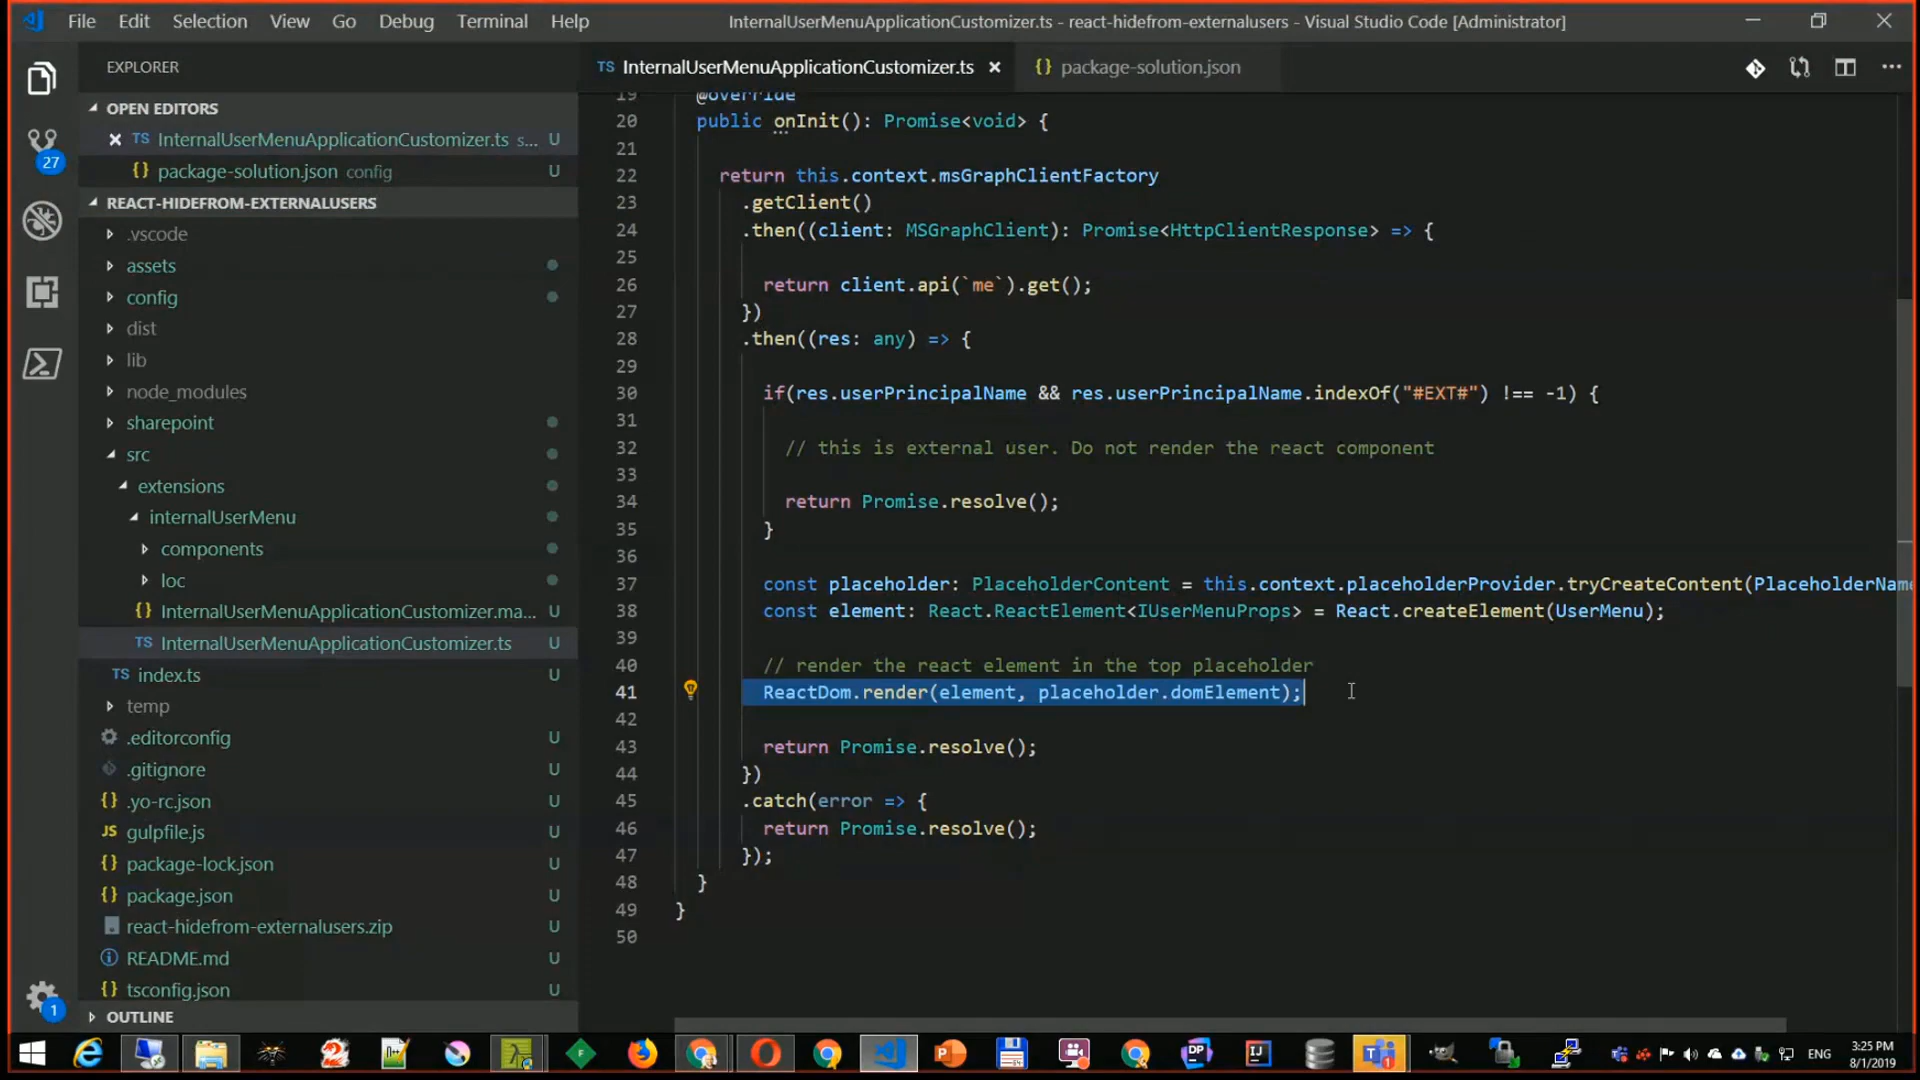 File Edit Selection View Go Debug Terminal Help InternalUserMenuApplicationCustomizer.ts - react-hidefrom-externalusers - Visual Studio Code [Administrator]
EXPLORER
TS InternalUserMenuApplicationCustomizer.ts
{} package-solution.json
OPEN EDITORS
TS InternalUserMenuApplicationCustomizer.ts s... U
{} package-solution.json config U
27
REACT-HIDEFROM-EXTERNALUSERS
.vscode
assets
config
dist
lib
node_modules
sharepoint
src
extensions
internalUserMenu
components
loc
{} InternalUserMenuApplicationCustomizer.ma... U
TS InternalUserMenuApplicationCustomizer.ts U
TS index.ts U
temp
.editorconfig U
.gitignore U
{} .yo-rc.json U
JS gulpfile.js U
{} package-lock.json U
{} package.json U
react-hidefrom-externalusers.zip U
README.md U
tsconfig.json U
1
OUTLINE
19 @override
20 public onInit(): Promise<void> {
21
22 return this.context.msGraphClientFactory
23 .getClient()
24 .then((client: MSGraphClient): Promise<HttpClientResponse> => {
25
26 return client.api(`me`).get();
27 })
28 .then((res: any) => {
29
30 if(res.userPrincipalName && res.userPrincipalName.indexOf("#EXT#") !== -1) {
31
32 // this is external user. Do not render the react component
33
34 return Promise.resolve();
35 }
36
37 const placeholder: PlaceholderContent = this.context.placeholderProvider.tryCreateContent(PlaceholderName
38 const element: React.ReactElement<IUserMenuProps> = React.createElement(UserMenu);
39
40 // render the react element in the top placeholder
41 ReactDom.render(element, placeholder.domElement);
42
43 return Promise.resolve();
44 })
45 .catch(error => {
46 return Promise.resolve();
47 });
48 }
49 }
50
ENG
3:25 PM
8/1/2019